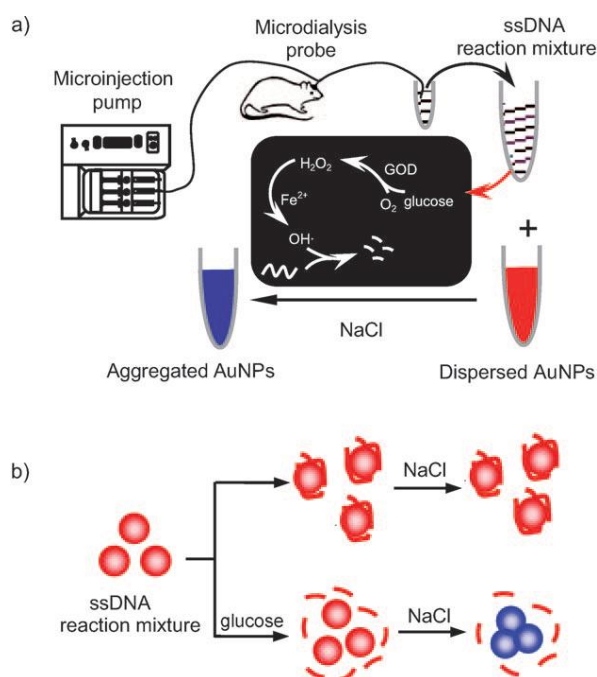 a)
Microdialysis
probe
ssDNA
reaction mixture
Microinjection
pump
H₂O₂
GOD
Fe²⁺
O₂
glucose
OH·
+
NaCl
Aggregated AuNPs
Dispersed AuNPs
b)
NaCl
ssDNA
reaction mixture
glucose
NaCl